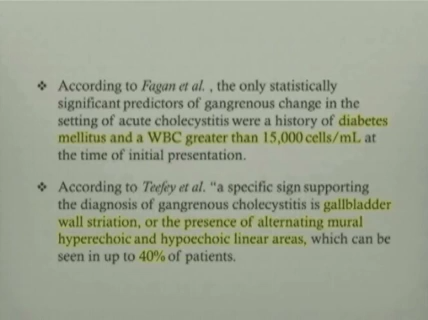 ❖ According to Fagan et al. , the only statistically
significant predictors of gangrenous change in the
setting of acute cholecystitis were a history of diabetes
mellitus and a WBC greater than 15,000 cells/mL at
the time of initial presentation.
❖ According to Teefey et al. "a specific sign supporting
the diagnosis of gangrenous cholecystitis is gallbladder
wall striation, or the presence of alternating mural
hyperechoic and hypoechoic linear areas, which can be
seen in up to 40% of patients.